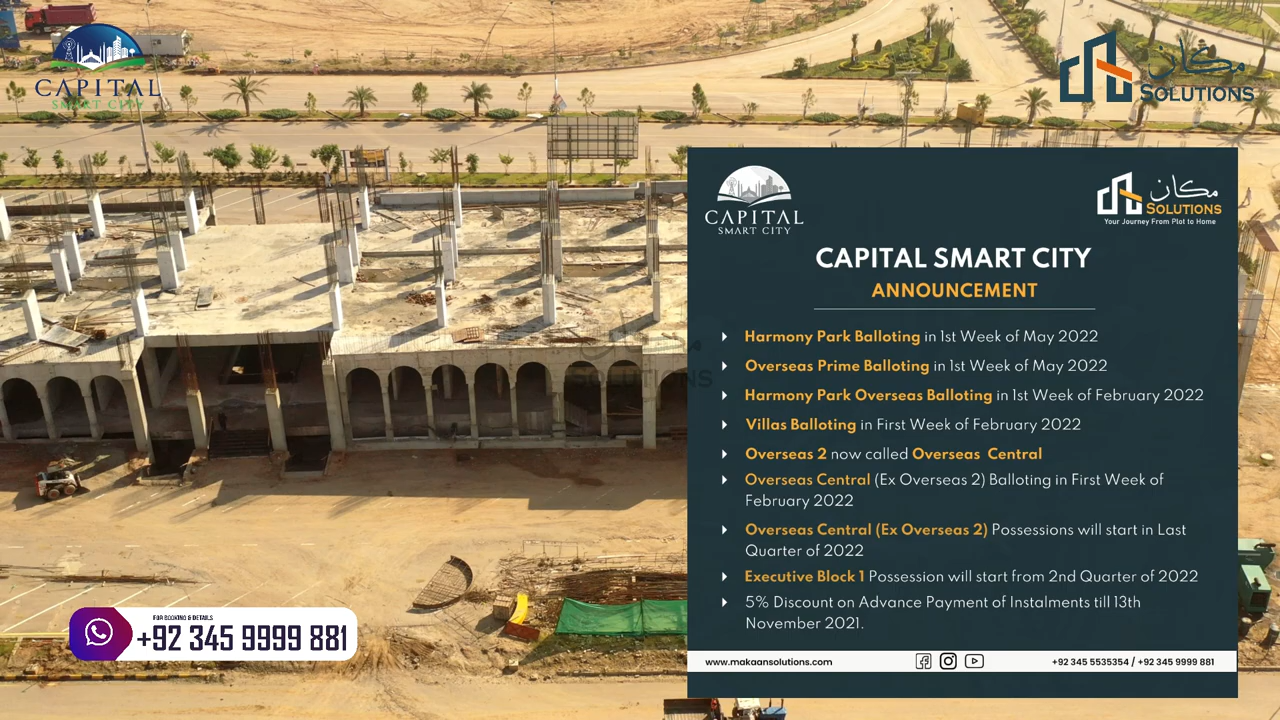 CAPITAL
SMART CITY
مکان
SOLUTIONS
CAPITAL
SMART CITY
مکان
SOLUTIONS
Your Journey From Plot to Home
CAPITAL SMART CITY
ANNOUNCEMENT
Harmony Park Balloting in 1st Week of May 2022
Overseas Prime Balloting in 1st Week of May 2022
Harmony Park Overseas Balloting in 1st Week of February 2022
Villas Balloting in First Week of February 2022
Overseas 2 now called Overseas Central
Overseas Central (Ex Overseas 2) Balloting in First Week of
February 2022
Overseas Central (Ex Overseas 2) Possessions will start in Last
Quarter of 2022
Executive Block 1 Possession will start from 2nd Quarter of 2022
5% Discount on Advance Payment of Instalments till 13th
November 2021.
www.makaansolutions.com
+92 345 5535354 / +92 345 9999 881
FOR BOOKING & DETAILS
+92 345 9999 881